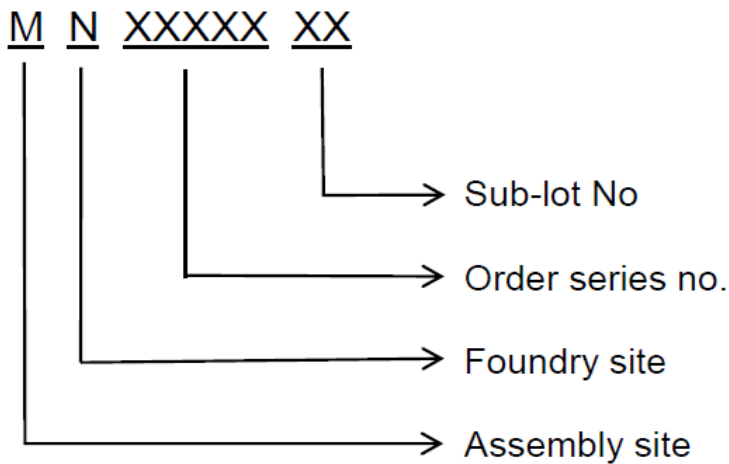 M N XXXXX XX
Sub-lot No
Order series no.
Foundry site
Assembly site